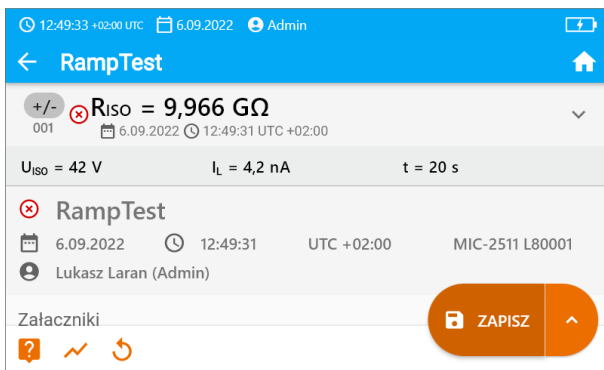 12:49:33 +02:00 UTC 6.09.2022 Admin
RampTest
+/- RISO = 9,966 GΩ
001 6.09.2022 12:49:31 UTC +02:00
UISO = 42 V IL = 4,2 nA t = 20 s
RampTest
6.09.2022 12:49:31 UTC +02:00 MIC-2511 L80001
Lukasz Laran (Admin)
Załaczniki
ZAPISZ